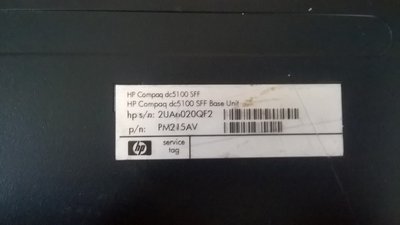 HP Compaq dc5100 SFF
HP Compaq dc5100 SFF Base Unit
hp s/n: 2UA6020QF2
p/n: PM215AV
hp
service
tag